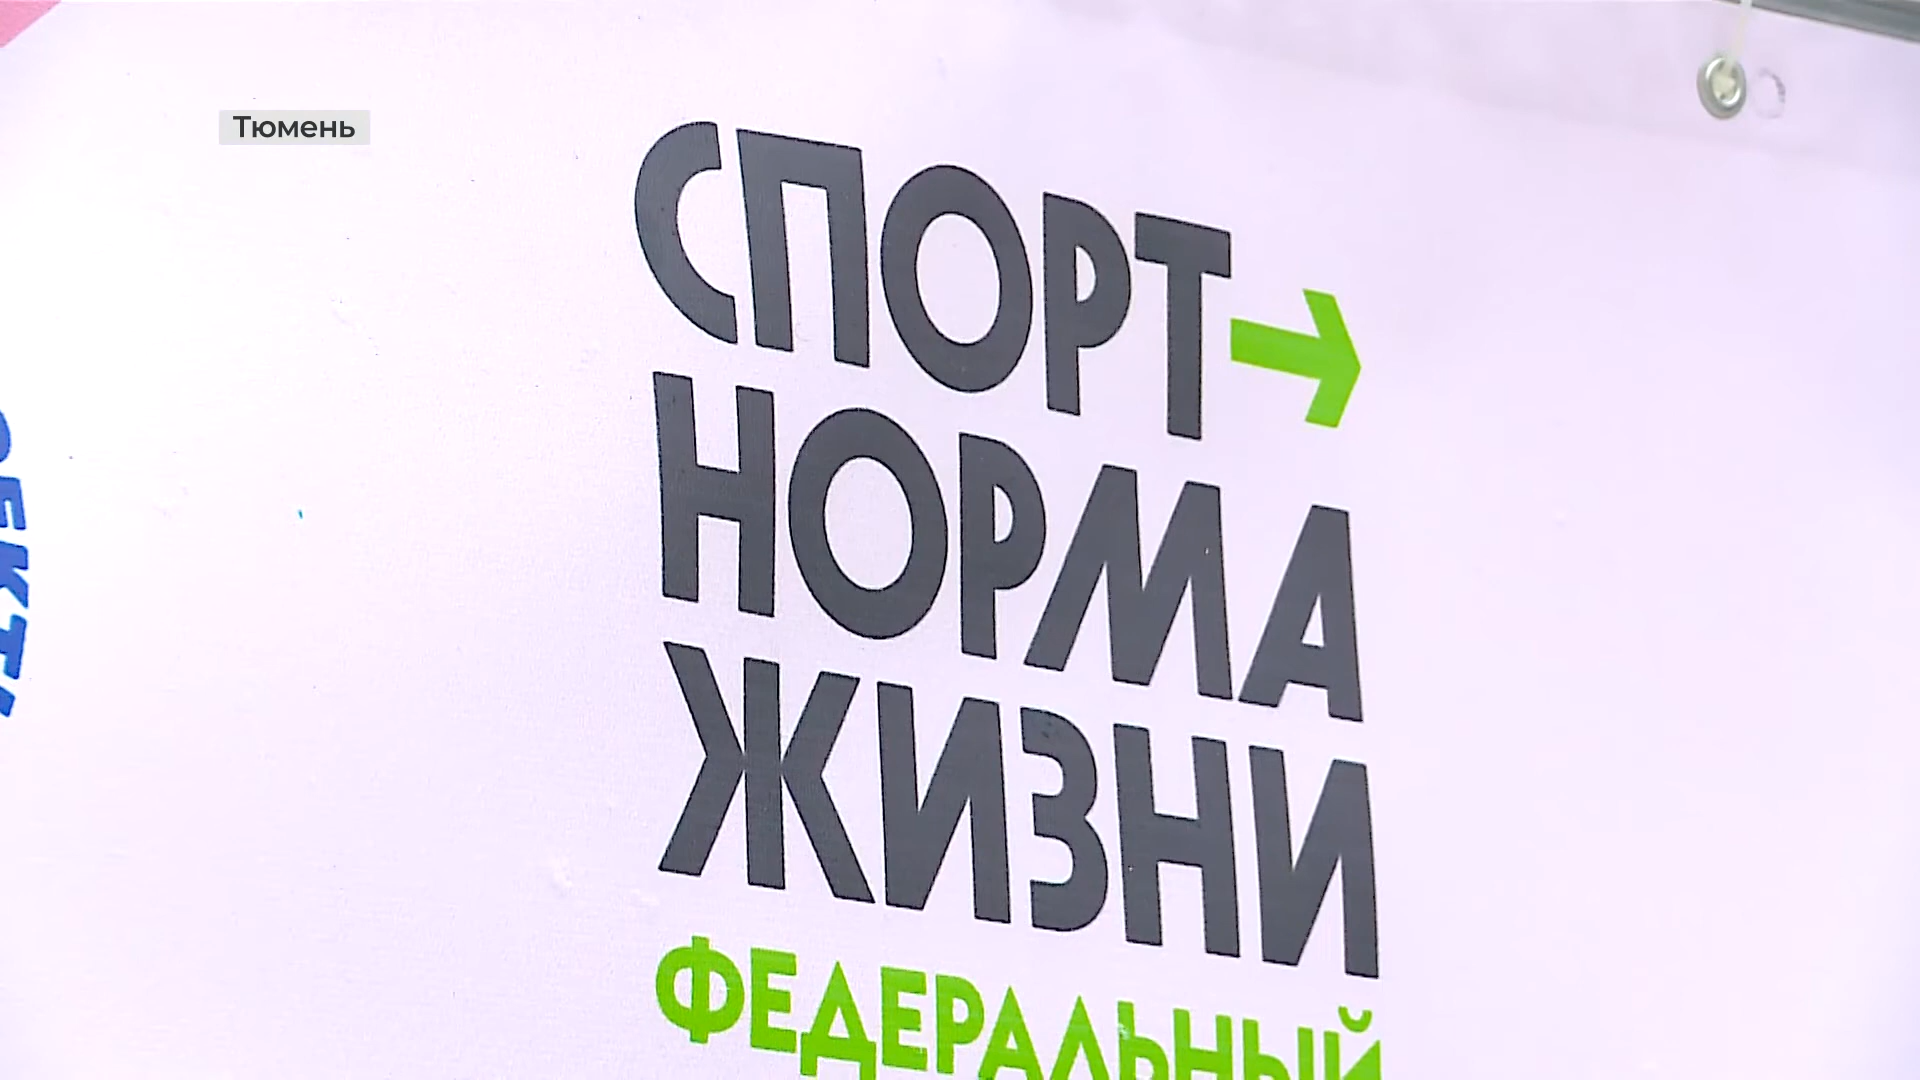 Тюмень
СПОРТ→
НОРМА
ЖИЗНИ
ФЕДЕРАЛЬНЫЙ